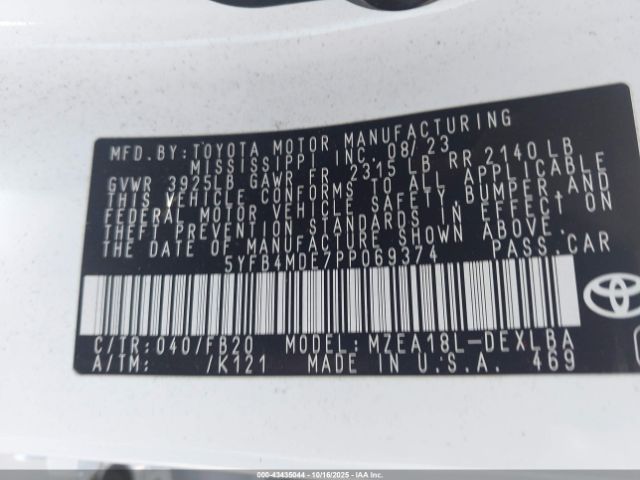 MFD.BY:TOYOTA MOTOR MANUFACTURING
MISSISSIPPI INC. 08/23
GVWR 3925LB GAWR FR 2315 LB RR 2140 LB
THIS VEHICLE CONFORMS TO ALL APPLICABLE
FEDERAL MOTOR VEHICLE SAFETY,BUMPER,AND
THEFT PREVENTION STANDARDS IN EFFECT ON
THE DATE OF MANUFACTURE SHOWN ABOVE.
5YFB4MDE7PP069374 PASS.CAR
C/TR:040/FB20 MODEL:MZEA18L-DEXLBA
A/TM: /K121 MADE IN U.S.A. 469
TOYOTA
000-43435044 | 10/16/2025 | IAA Inc.